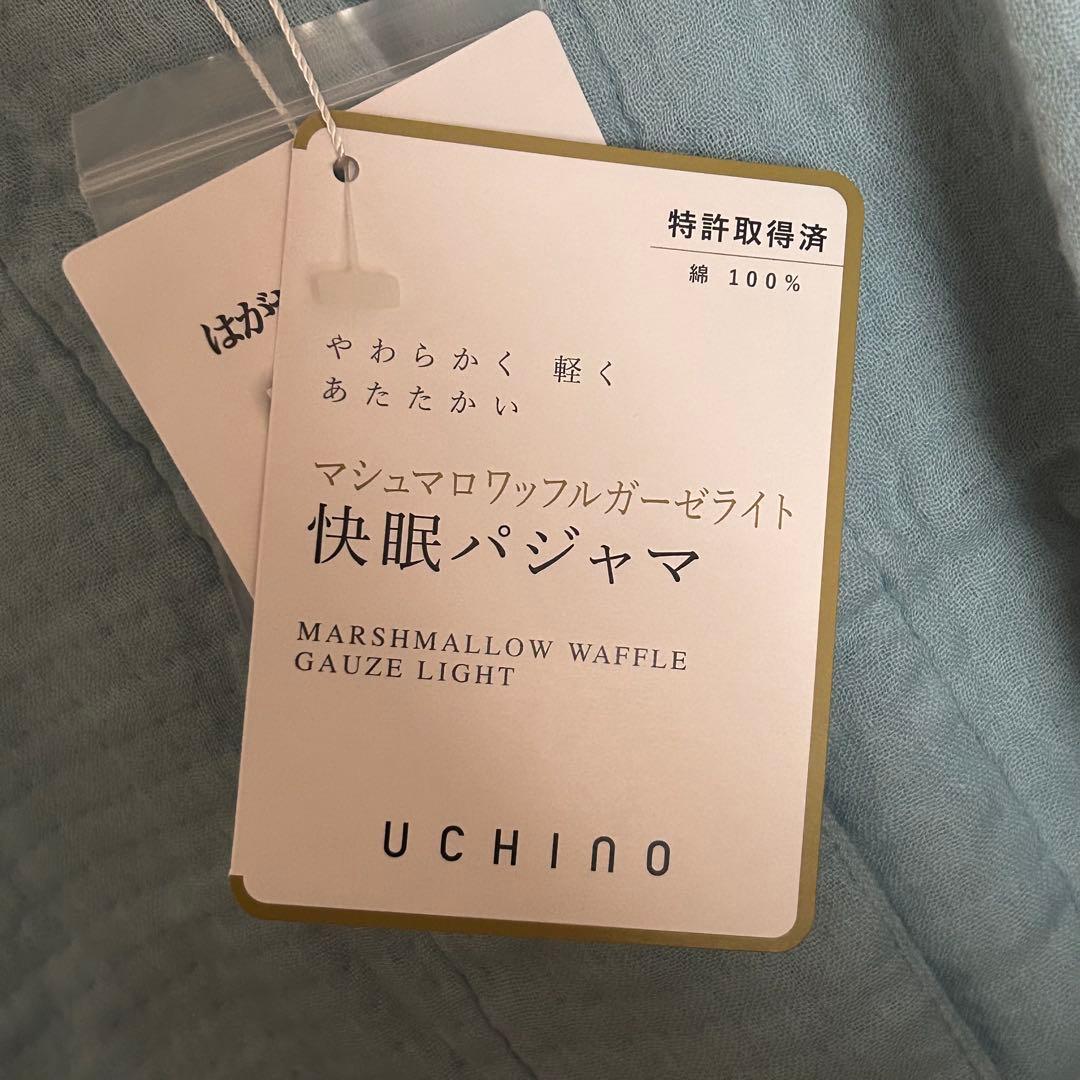 特許取得済
綿 100%
はが
やわらかく 軽く
あたたかい
マシュマロワッフルガーゼライト
快眠パジャマ
MARSHMALLOW WAFFLE
GAUZE LIGHT
UCHINO